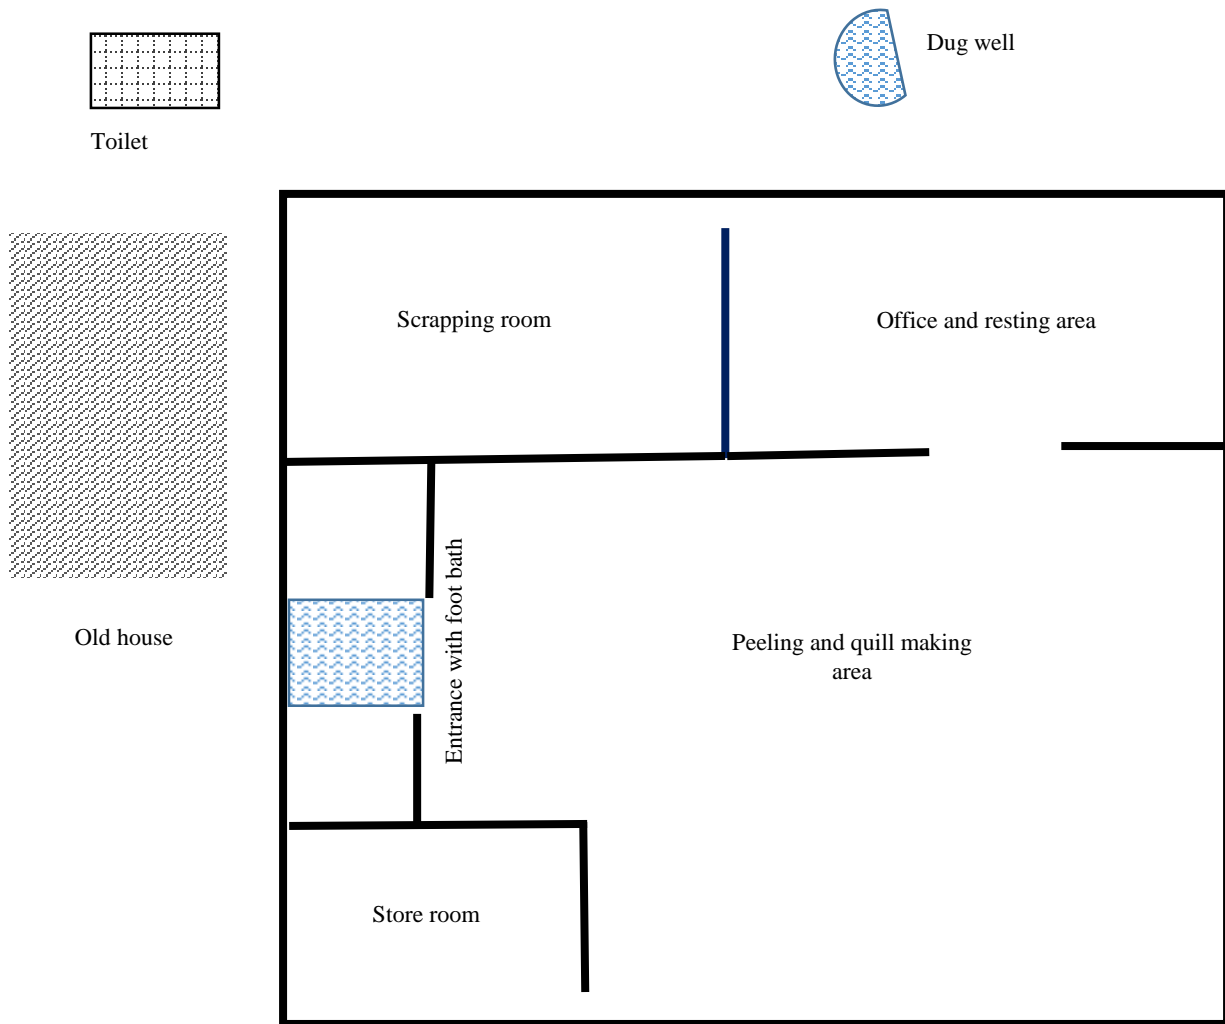 Dug well
Toilet
Scrapping room
Office and resting area
Entrance with foot bath
Old house
Peeling and quill making
area
Store room